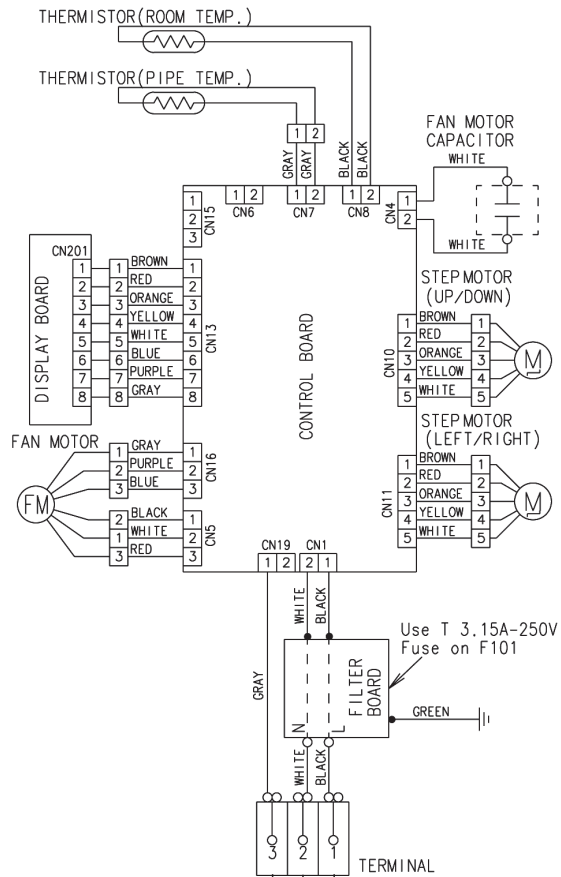 THERMISTOR(ROOM TEMP.)
THERMISTOR(PIPE TEMP.)
1 2
GRAY
GRAY
BLACK
BLACK
FAN MOTOR
CAPACITOR
WHITE
WHITE
1
2
3
CN15
1 2
CN6
1 2
CN7
1 2
CN8
CN4
1
2
DISPLAY BOARD
CN201
1 1 BROWN 1
2 2 RED 2
3 3 ORANGE 3
4 4 YELLOW 4
5 5 WHITE 5
6 6 BLUE 6
7 7 PURPLE 7
8 8 GRAY 8
CN13
CONTROL BOARD
STEP MOTOR
(UP/DOWN)
CN10
1 BROWN 1
2 RED 2
3 ORANGE 3
4 YELLOW 4
5 WHITE 5
M
FAN MOTOR
FM
1 GRAY 1
2 PURPLE 2
3 BLUE 3
CN16
2 BLACK 1
1 WHITE 2
3 RED 3
CN5
STEP MOTOR
(LEFT/RIGHT)
CN11
1 BROWN 1
2 RED 2
3 ORANGE 3
4 YELLOW 4
5 WHITE 5
M
CN19 CN1
1 2 2 1
WHITE
BLACK
GRAY
Use T 3.15A-250V
Fuse on F101
FILTER
BOARD
N
L
GREEN
WHITE
BLACK
3 2 1
TERMINAL